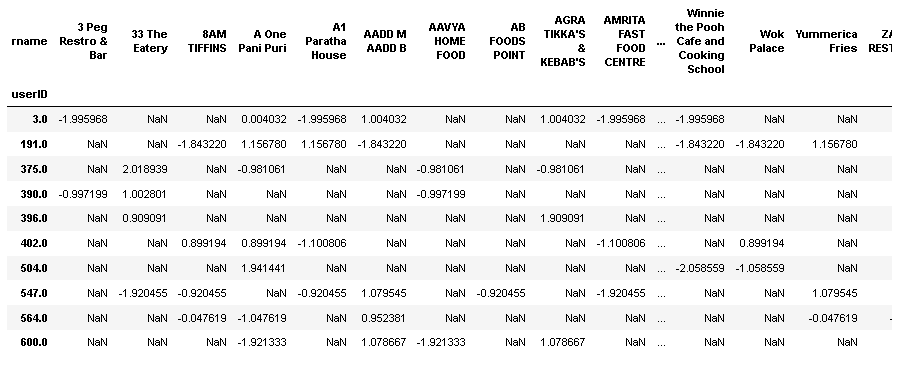 rname 3 Peg Restro & Bar 33 The Eatery 8AM TIFFINS A One Pani Puri A1 Paratha House AADD M AADD B AAVYA HOME FOOD AB FOODS POINT AGRA TIKKA'S & KEBAB'S AMRITA FAST FOOD CENTRE ... Winnie the Pooh Cafe and Cooking School Wok Palace Yummerica Fries ZA REST
userID
3.0 -1.995968 NaN NaN 0.004032 -1.995968 1.004032 NaN NaN 1.004032 -1.995968 ... -1.995968 NaN NaN
191.0 NaN NaN -1.843220 1.156780 1.156780 -1.843220 NaN NaN NaN NaN ... -1.843220 -1.843220 1.156780
375.0 NaN 2.018939 NaN -0.981061 NaN NaN -0.981061 NaN -0.981061 NaN ... NaN NaN NaN
390.0 -0.997199 1.002801 NaN NaN NaN NaN -0.997199 NaN NaN NaN ... NaN NaN NaN
396.0 NaN 0.909091 NaN NaN NaN NaN NaN NaN 1.909091 NaN ... NaN NaN NaN
402.0 NaN NaN 0.899194 0.899194 -1.100806 NaN NaN NaN NaN -1.100806 ... NaN 0.899194 NaN
504.0 NaN NaN NaN 1.941441 NaN NaN NaN NaN NaN NaN ... -2.058559 -1.058559 NaN
547.0 NaN -1.920455 -0.920455 NaN -0.920455 1.079545 NaN -0.920455 NaN -1.920455 ... NaN NaN 1.079545
564.0 NaN NaN -0.047619 -1.047619 NaN 0.952381 NaN NaN NaN NaN ... NaN NaN -0.047619 -
600.0 NaN NaN NaN -1.921333 NaN 1.078667 -1.921333 NaN 1.078667 NaN ... NaN NaN NaN